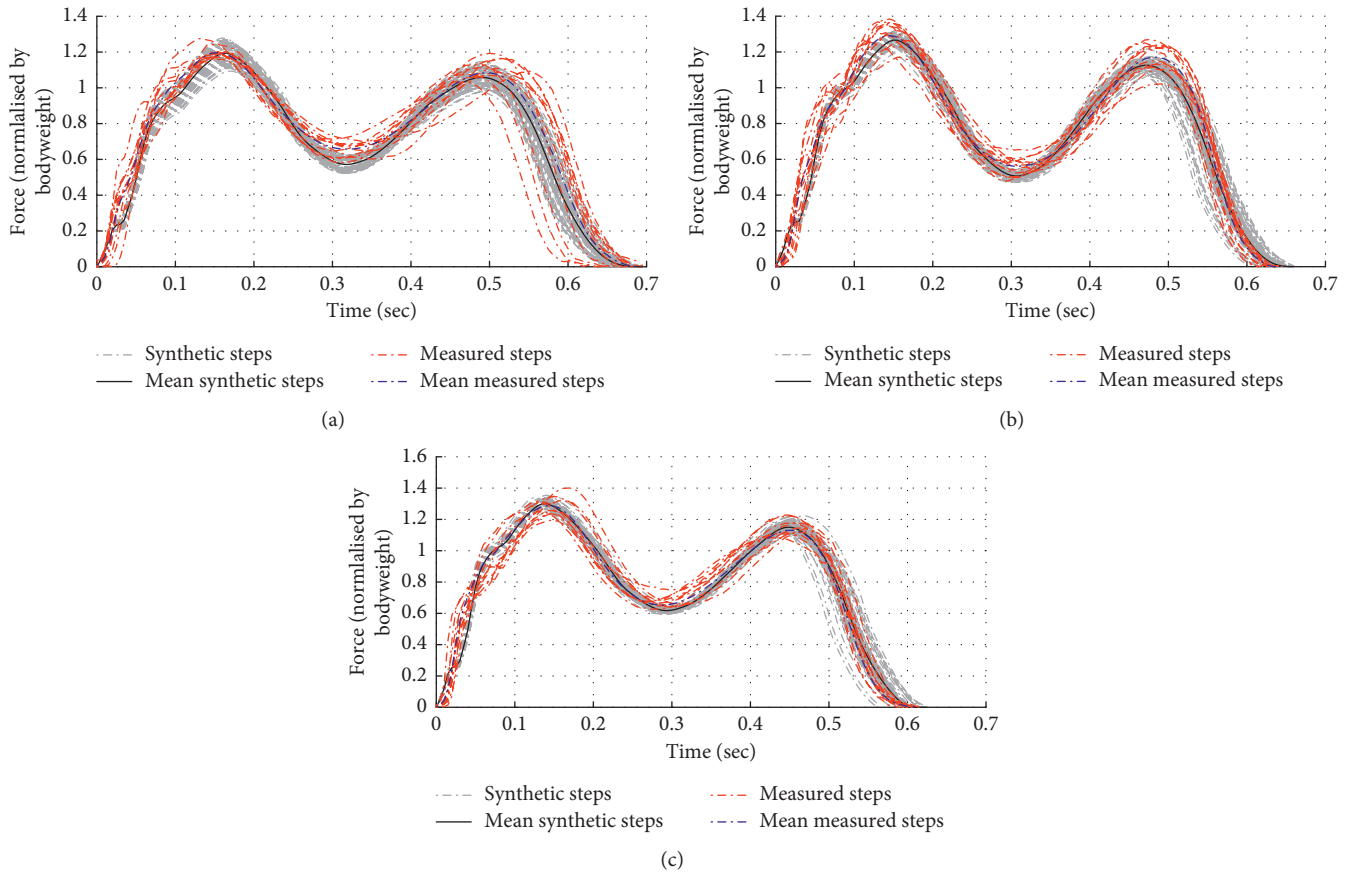 1.4
1.2
1
0.8
0.6
0.4
0.2
0
Force (normlalised by
bodyweight)
0 0.1 0.2 0.3 0.4 0.5 0.6 0.7
Time (sec)
Synthetic steps
Mean synthetic steps
Measured steps
Mean measured steps
(a)
1.4
1.2
1
0.8
0.6
0.4
0.2
0
Force (normlalised by
bodyweight)
0 0.1 0.2 0.3 0.4 0.5 0.6 0.7
Time (sec)
Synthetic steps
Mean synthetic steps
Measured steps
Mean measured steps
(b)
1.6
1.4
1.2
1
0.8
0.6
0.4
0.2
0
Force (normlalised by
bodyweight)
0 0.1 0.2 0.3 0.4 0.5 0.6 0.7
Time (sec)
Synthetic steps
Mean synthetic steps
Measured steps
Mean measured steps
(c)